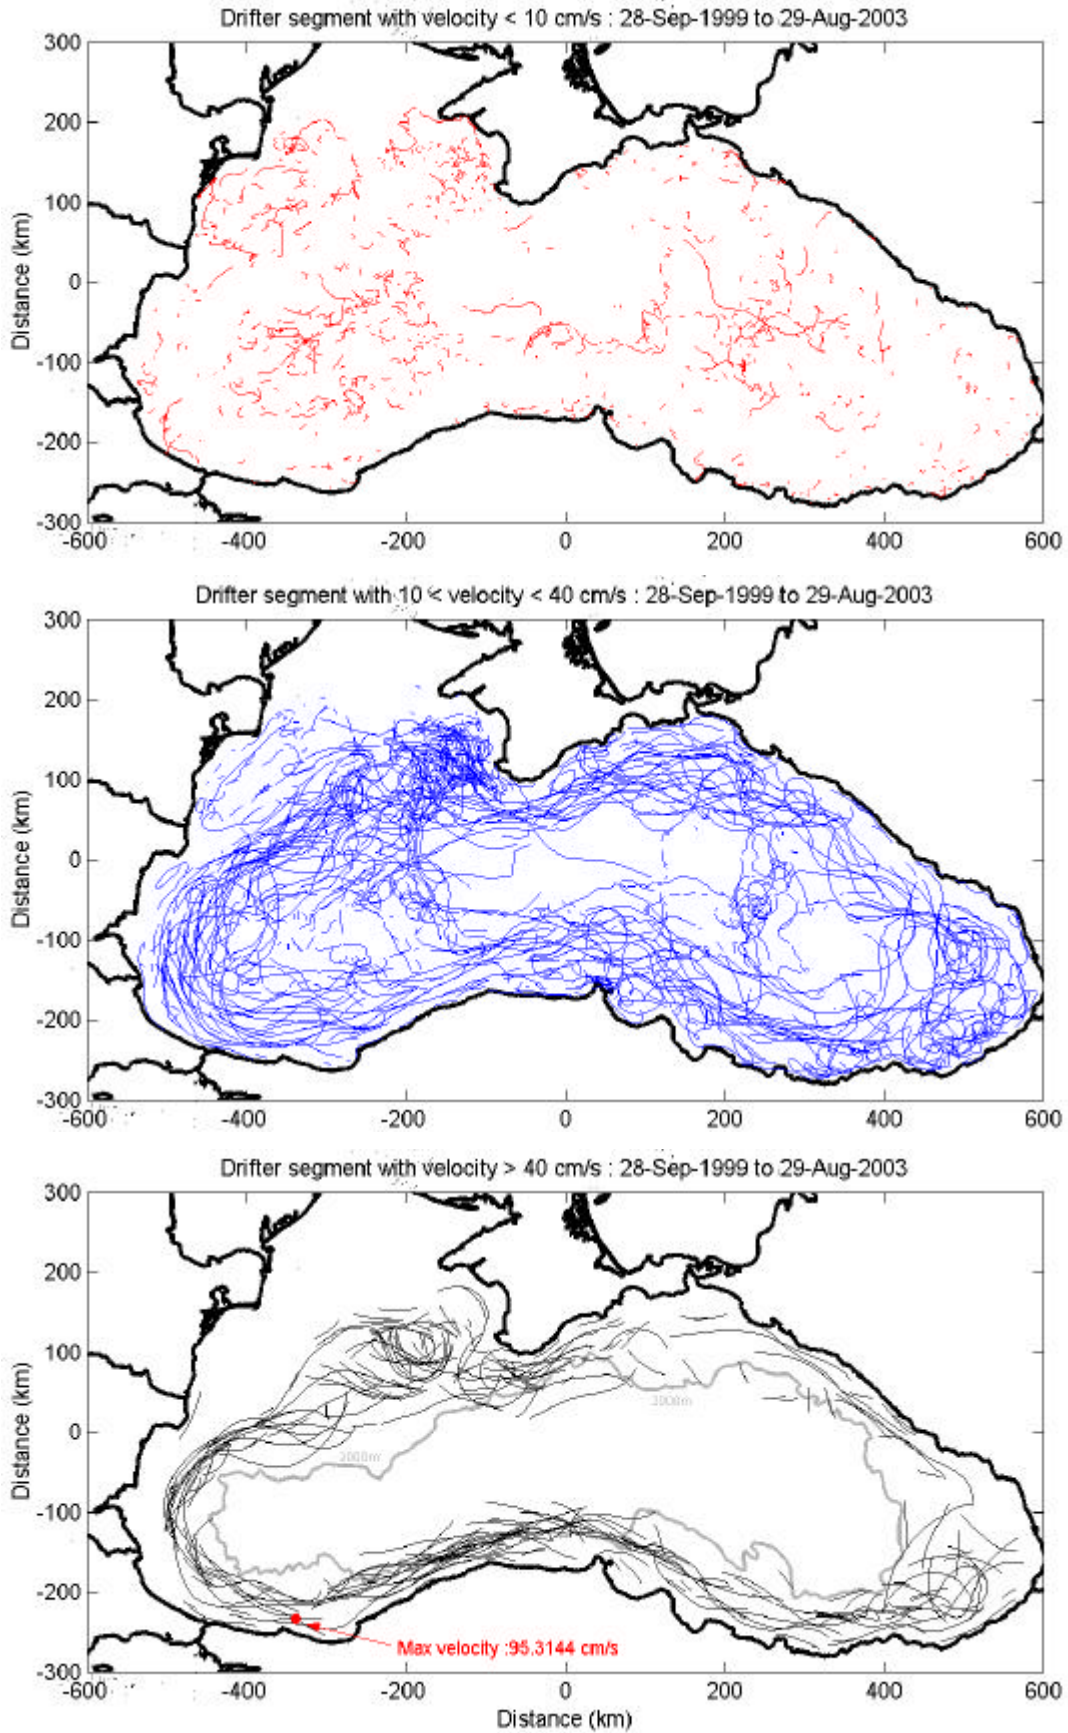 Drifter segment with velocity < 10 cm/s : 28-Sep-1999 to 29-Aug-2003
300
200
100
0
-100
-200
-300
Distance (km)
-600 -400 -200 0 200 400 600
Drifter segment with 10 < velocity < 40 cm/s : 28-Sep-1999 to 29-Aug-2003
300
200
100
0
-100
-200
-300
Distance (km)
-600 -400 -200 0 200 400 600
Drifter segment with velocity > 40 cm/s : 28-Sep-1999 to 29-Aug-2003
300
200
100
0
-100
-200
-300
Distance (km)
Max velocity :95.3144 cm/s
-600 -400 -200 0 200 400 600
Distance (km)